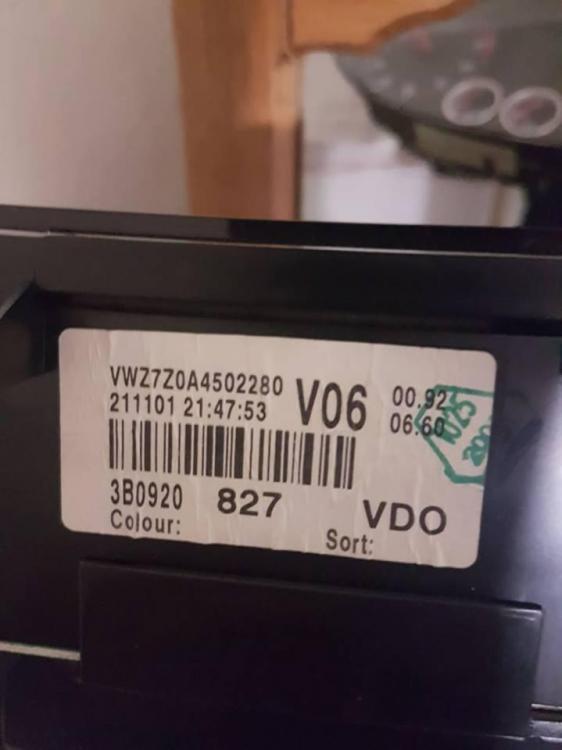 VWZ7Z0A4502280 V06 00.92
211101 21:47:53 06.60
3B0920 827 VDO
Colour: Sort: